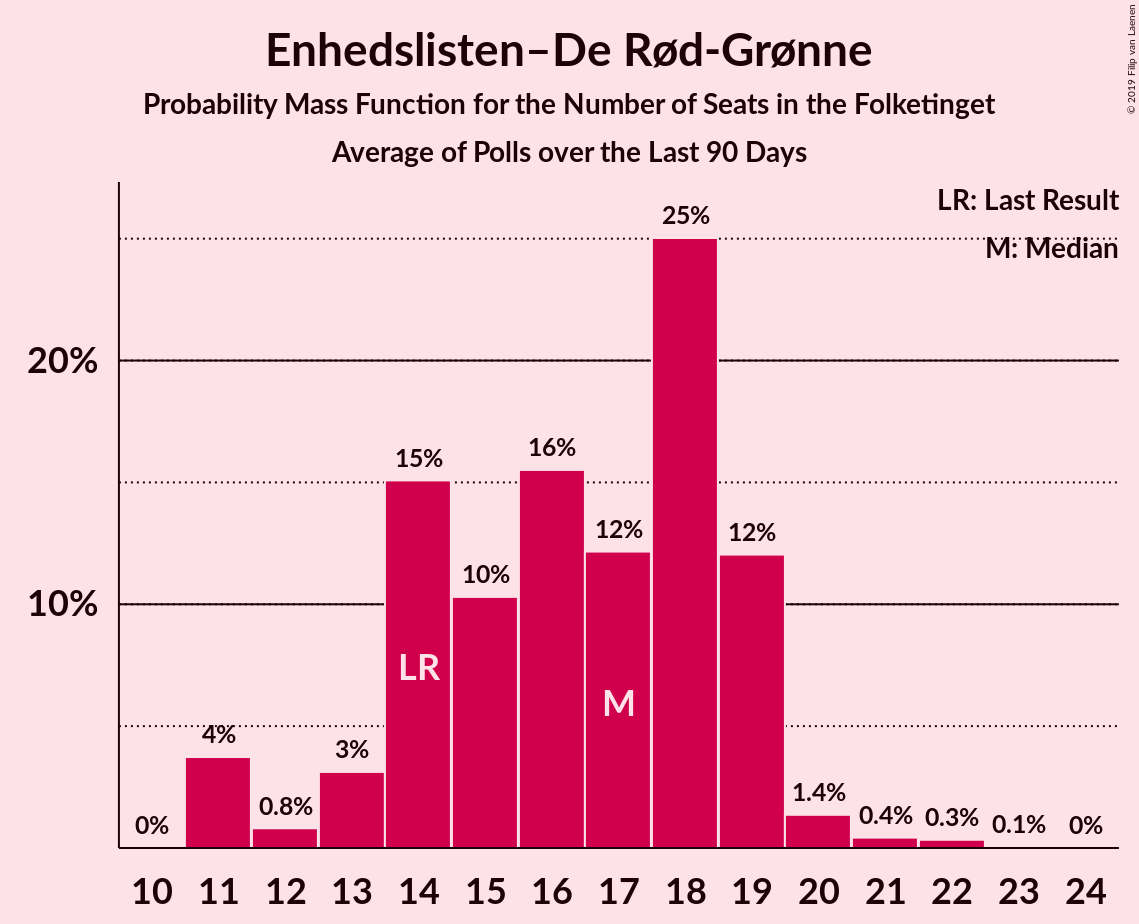 Enhedslisten–De Rød-Grønne
Probability Mass Function for the Number of Seats in the Folketinget
Average of Polls over the Last 90 Days
© 2019 Filip van Laenen
LR: Last Result
M: Median
20%
10%
0%
4%
0.8%
3%
15%
10%
16%
12%
25%
12%
1.4%
0.4%
0.3%
0.1%
0%
LR
M
10 11 12 13 14 15 16 17 18 19 20 21 22 23 24